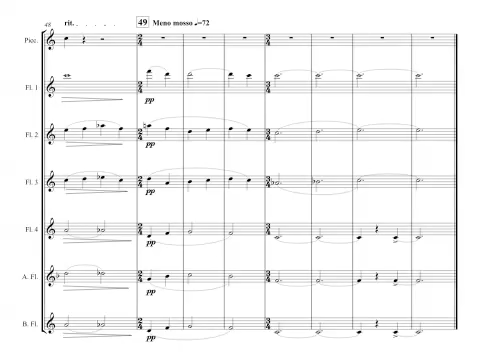 48 rit. . . . . . 49 Meno mosso ♩=72
Picc.
Fl. 1
pp
Fl. 2
pp
Fl. 3
pp
Fl. 4
pp
A. Fl.
pp
B. Fl.
pp